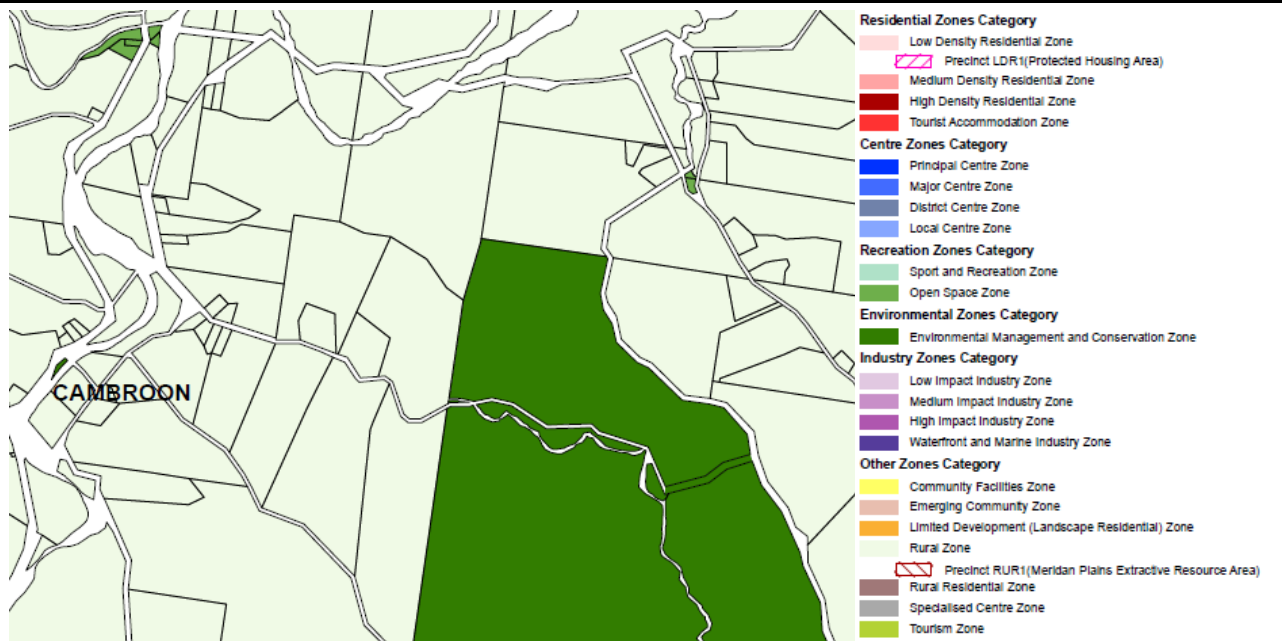 CAMBROON
Residential Zones Category
Low Density Residential Zone
Precinct LDR1(Protected Housing Area)
Medium Density Residential Zone
High Density Residential Zone
Tourist Accommodation Zone
Centre Zones Category
Principal Centre Zone
Major Centre Zone
District Centre Zone
Local Centre Zone
Recreation Zones Category
Sport and Recreation Zone
Open Space Zone
Environmental Zones Category
Environmental Management and Conservation Zone
Industry Zones Category
Low Impact Industry Zone
Medium Impact Industry Zone
High Impact Industry Zone
Waterfront and Marine Industry Zone
Other Zones Category
Community Facilities Zone
Emerging Community Zone
Limited Development (Landscape Residential) Zone
Rural Zone
Precinct RUR1(Meridan Plains Extractive Resource Area)
Rural Residential Zone
Specialised Centre Zone
Tourism Zone